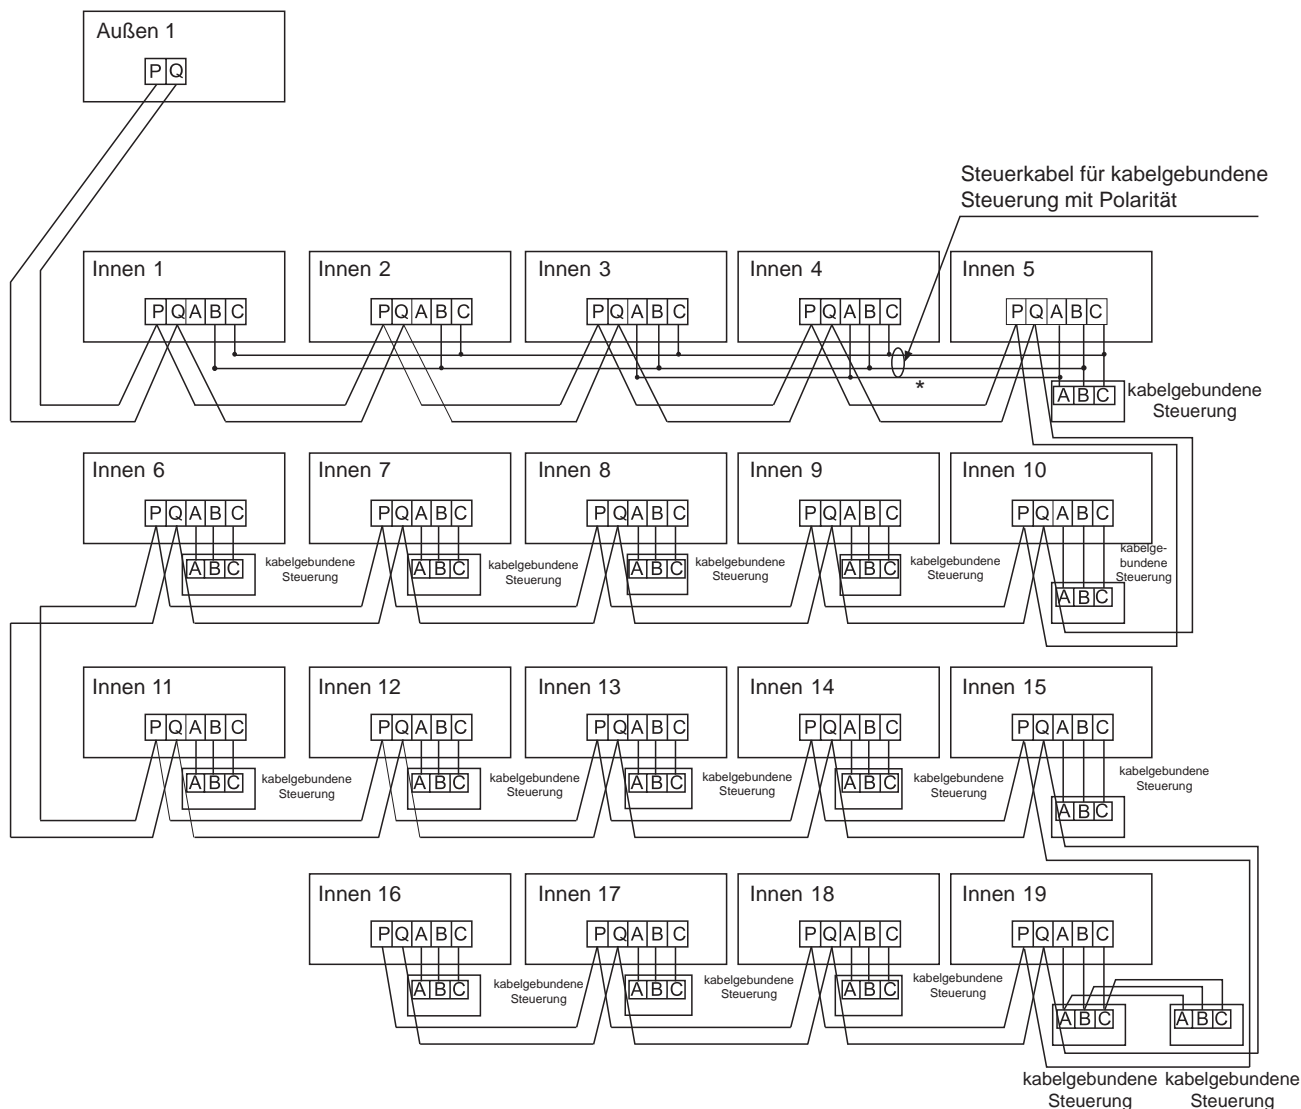 Außen 1
P Q
Steuerkabel für kabelgebundene
Steuerung mit Polarität
Innen 1
P Q A B C
Innen 2
P Q A B C
Innen 3
P Q A B C
Innen 4
P Q A B C
Innen 5
P Q A B C
*
A B C
kabelgebundene
Steuerung
Innen 6
P Q A B C
A B C
kabelgebundene
Steuerung
Innen 7
P Q A B C
A B C
kabelgebundene
Steuerung
Innen 8
P Q A B C
A B C
kabelgebundene
Steuerung
Innen 9
P Q A B C
A B C
kabelgebundene
Steuerung
Innen 10
P Q A B C
kabelge-
bundene
Steuerung
A B C
Innen 11
P Q A B C
A B C
kabelgebundene
Steuerung
Innen 12
P Q A B C
A B C
kabelgebundene
Steuerung
Innen 13
P Q A B C
A B C
kabelgebundene
Steuerung
Innen 14
P Q A B C
A B C
kabelgebundene
Steuerung
Innen 15
P Q A B C
kabelgebundene
Steuerung
A B C
Innen 16
P Q A B C
A B C
kabelgebundene
Steuerung
Innen 17
P Q A B C
A B C
kabelgebundene
Steuerung
Innen 18
P Q A B C
A B C
kabelgebundene
Steuerung
Innen 19
P Q A B C
A B C
A B C
kabelgebundene
Steuerung
kabelgebundene
Steuerung